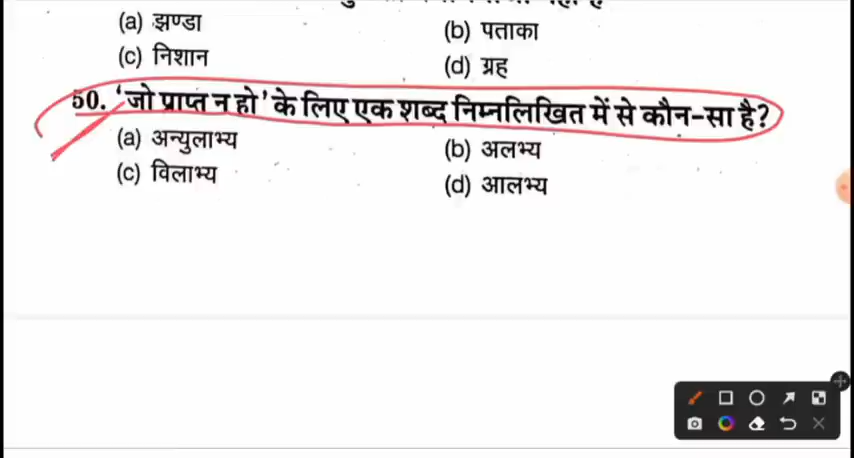 (a) झण्डा (b) पताका
(c) निशान (d) ग्रह
50. 'जो प्राप्त न हो' के लिए एक शब्द निम्नलिखित में से कौन-सा है?
(a) अन्युलाभ्य (b) अलभ्य
(c) विलाभ्य (d) आलभ्य